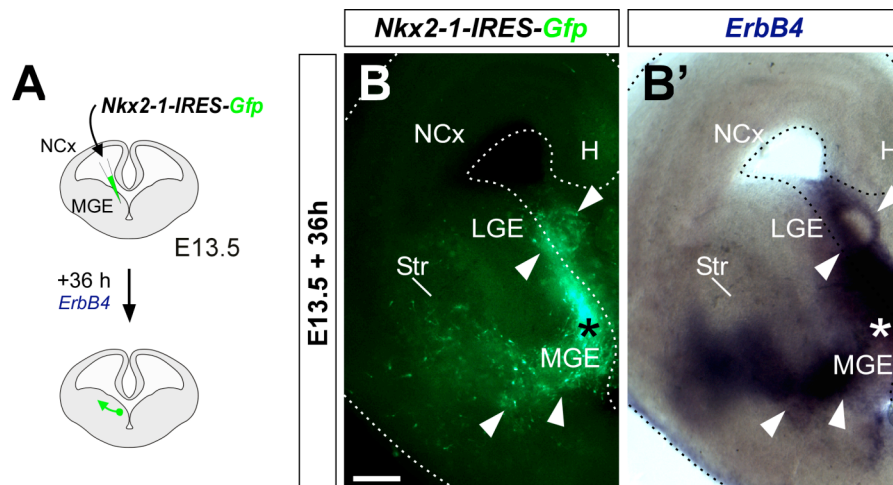 A
Nkx2-1-IRES-Gfp
NCx
MGE
E13.5
+36 h
ErbB4
E13.5 + 36h
Nkx2-1-IRES-Gfp
B
NCx
H
LGE
Str
*
MGE
ErbB4
B’
NCx
H
LGE
Str
*
MGE